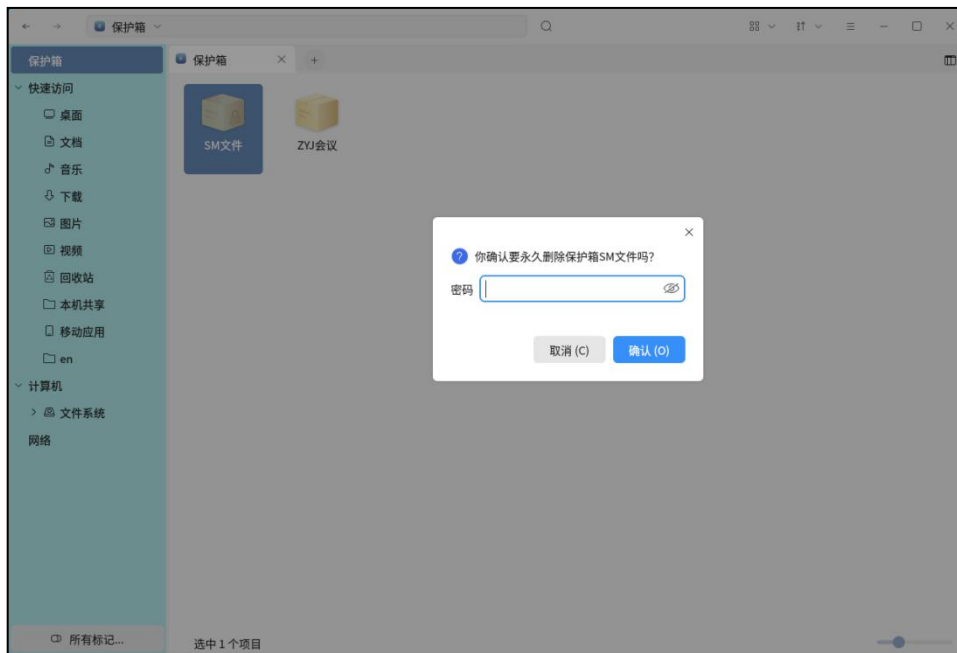 保护箱
保护箱
保护箱
快速访问
桌面
文档
音乐
下载
图片
视频
回收站
本机共享
移动应用
en
计算机
文件系统
网络
所有标记...
SM文件
ZYJ会议
你确认要永久删除保护箱SM文件吗?
密码
取消 (C)
确认 (O)
选中 1 个项目